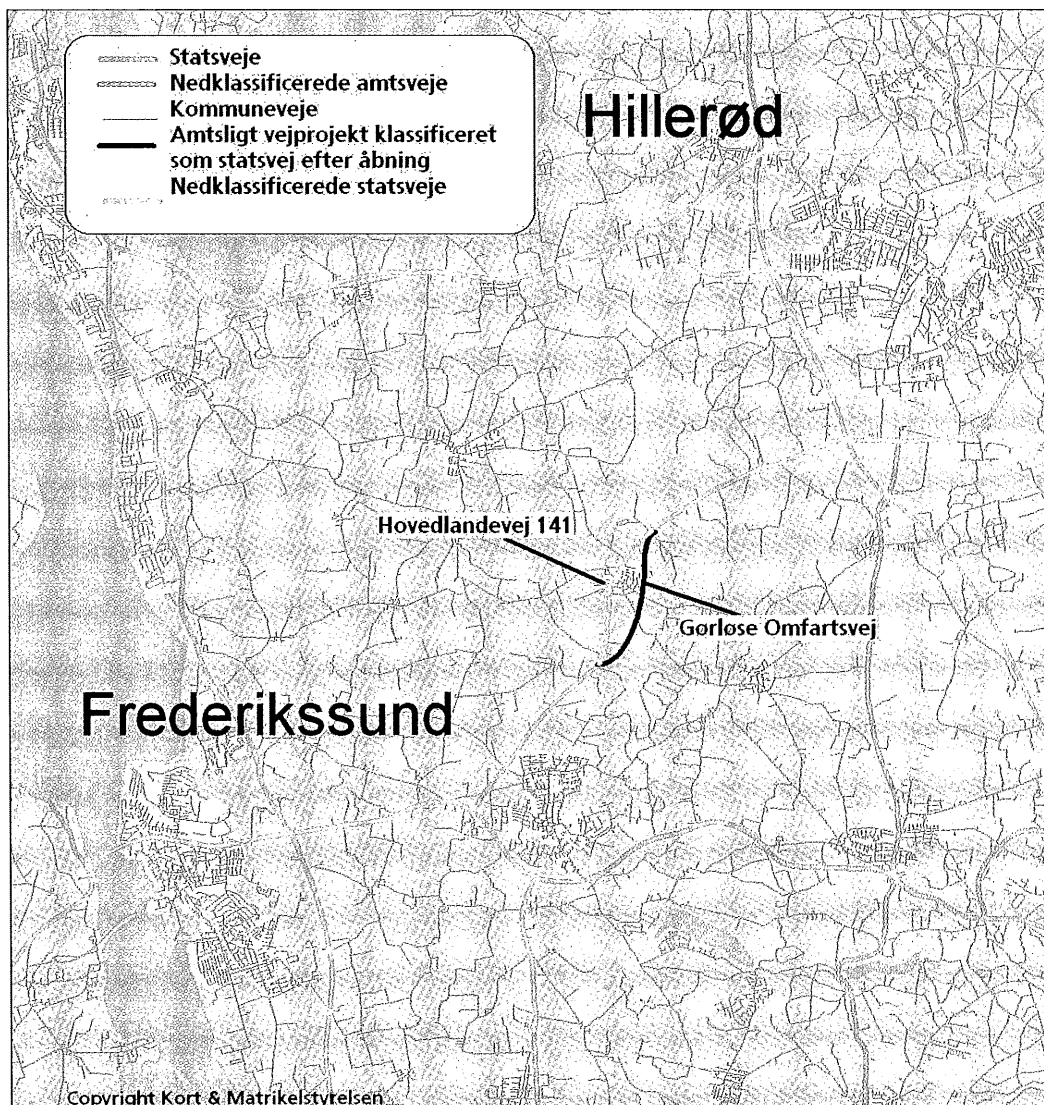 Statsveje
Nedklassificerede amtsveje
Kommuneveje
Amtsligt vejprojekt klassificeret
som statsvej efter åbning
Nedklassificerede statsveje
Hillerød
Hovedlandevej 141
Gørløse Omfartsvej
Frederikssund
Copyright Kort & Matrikelstyrelsen